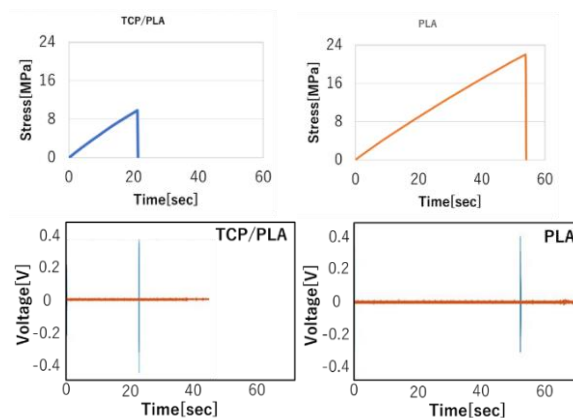 TCP/PLA
24
16
8
0
Stress[MPa]
0 20 40 60
Time[sec]
PLA
24
16
8
0
Stress[MPa]
0 20 40 60
Time[sec]
TCP/PLA
0.4
0.2
0
-0.2
-0.4
Voltage[V]
0 20 40 60
Time[sec]
PLA
0.4
0.2
0
-0.2
-0.4
Voltage[V]
0 20 40 60
Time[sec]